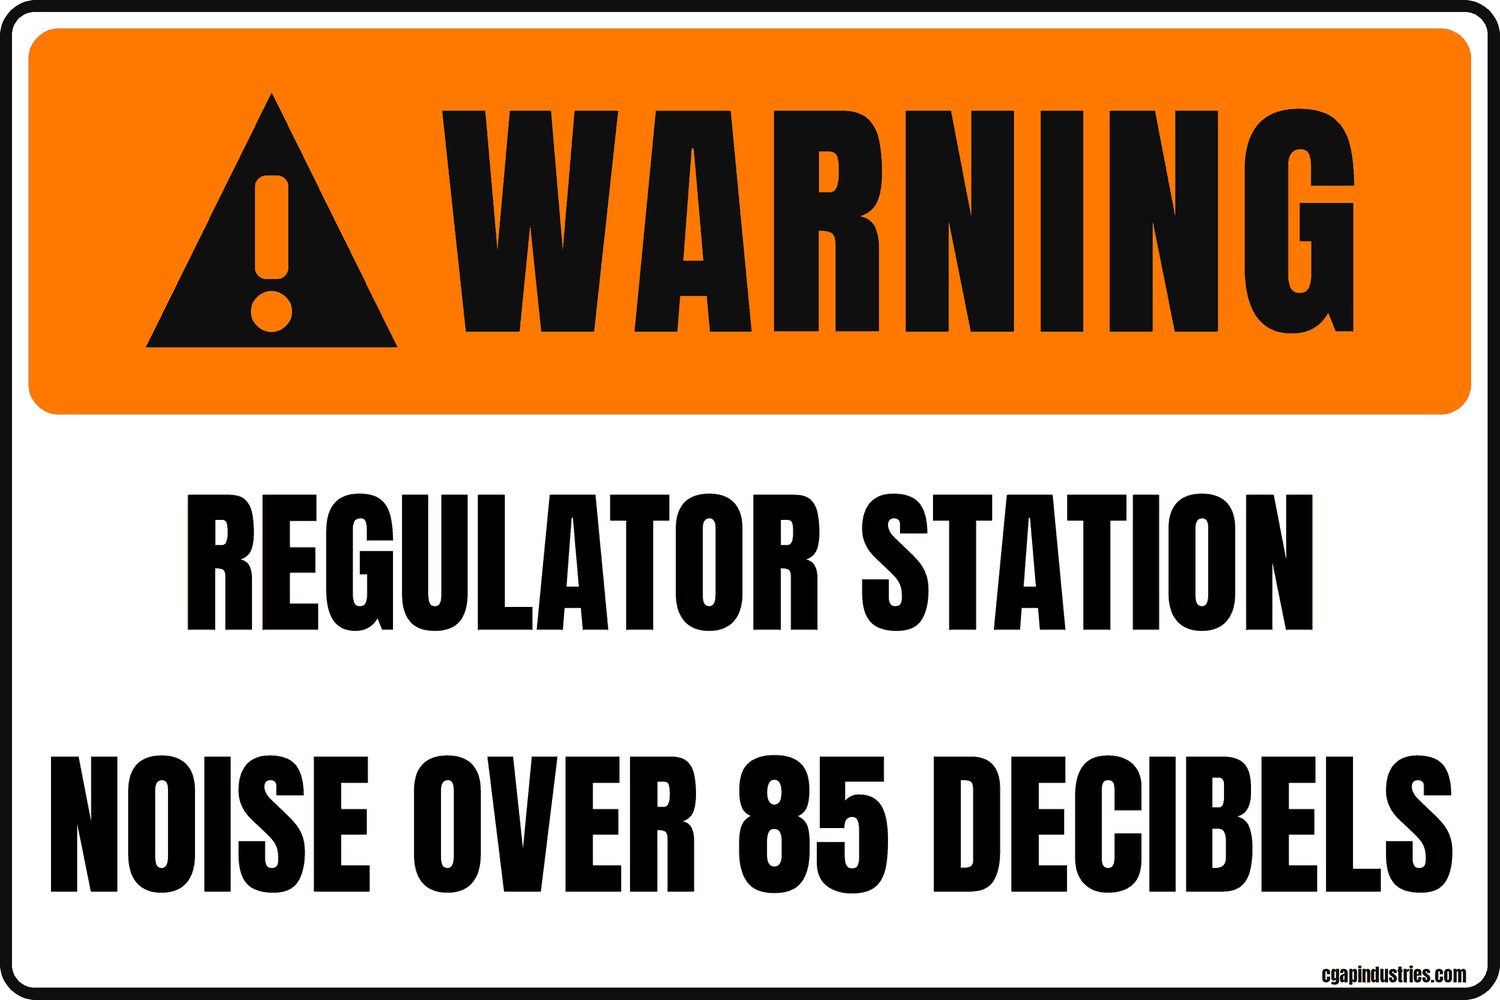 WARNING
REGULATOR STATION
NOISE OVER 85 DECIBELS
cgapindustries.com